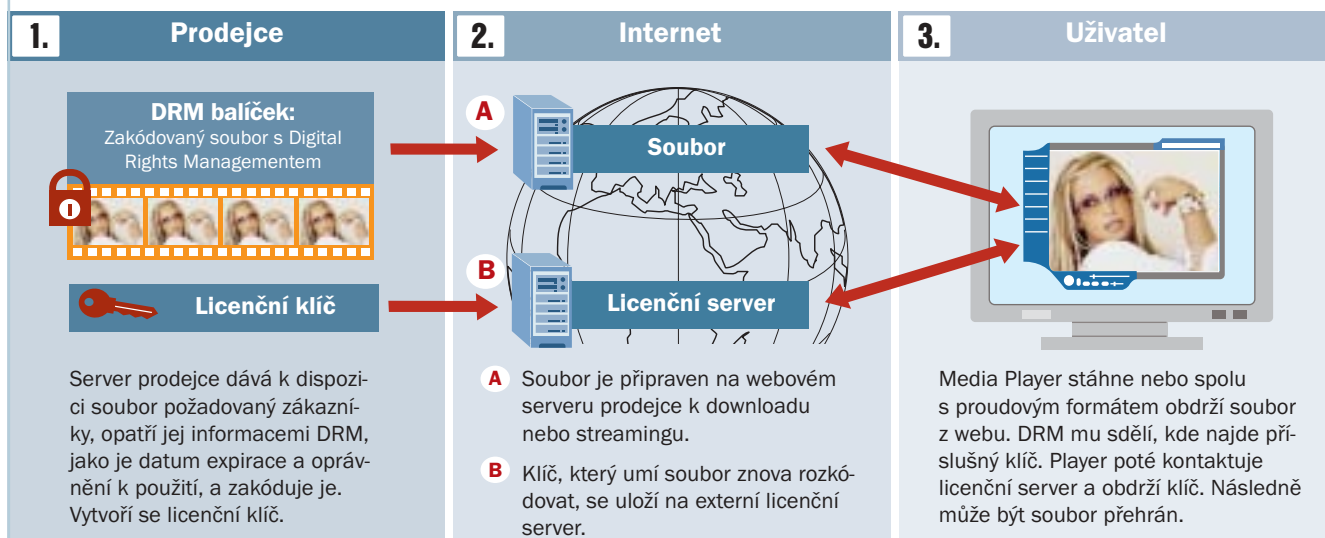 1. Prodejce
DRM balíček:
Zakódovaný soubor s Digital
Rights Managementem
Licenční klíč
Server prodejce dává k dispozi-
ci soubor požadovaný zákazní-
ky, opatří jej informacemi DRM,
jako je datum expirace a opráv-
nění k použití, a zakóduje je.
Vytvoří se licenční klíč.
2. Internet
A
Soubor
B
Licenční server
A Soubor je připraven na webovém
serveru prodejce k downloadu
nebo streamingu.
B Klíč, který umí soubor znova rozkó-
dovat, se uloží na externí licenční
server.
3. Uživatel
Media Player stáhne nebo spolu
s proudovým formátem obdrží soubor
z webu. DRM mu sdělí, kde najde pří-
slušný klíč. Player poté kontaktuje
licenční server a obdrží klíč. Následně
může být soubor přehrán.